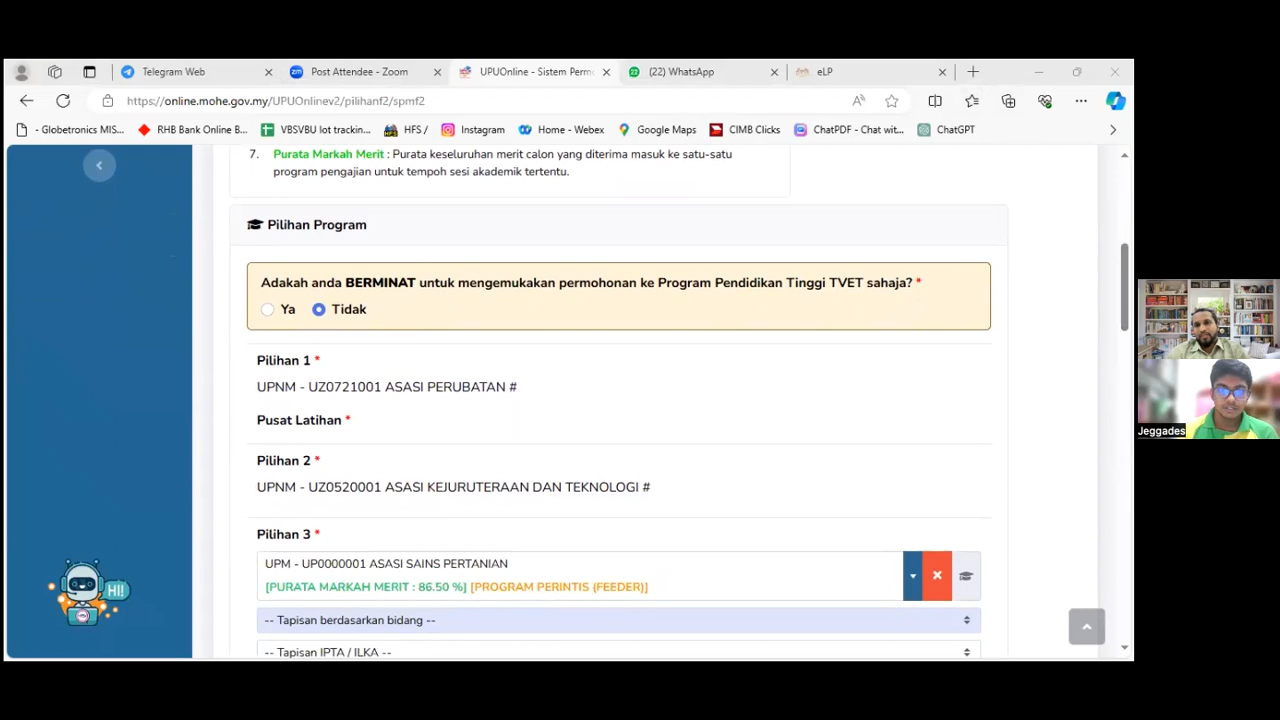 Telegram Web
Post Attendee - Zoom
UPUOnline - Sistem Perm
(22) WhatsApp
eLP
https://online.mohe.gov.my/UPUOnlinev2/pilihanf2/spmf2
- Globetronics MIS...
RHB Bank Online B...
VBSVBU lot trackin...
HFS /
Instagram
Home - Webex
Google Maps
CIMB Clicks
ChatPDF - Chat wit...
ChatGPT
7. Purata Markah Merit : Purata keseluruhan merit calon yang diterima masuk ke satu-satu
program pengajian untuk tempoh sesi akademik tertentu.
Pilihan Program
Adakah anda BERMINAT untuk mengemukakan permohonan ke Program Pendidikan Tinggi TVET sahaja? *
Ya Tidak
Pilihan 1 *
UPNM - UZ0721001 ASASI PERUBATAN #
Pusat Latihan *
Pilihan 2 *
UPNM - UZ0520001 ASASI KEJURUTERAAN DAN TEKNOLOGI #
Pilihan 3 *
UPM - UP0000001 ASASI SAINS PERTANIAN
[PURATA MARKAH MERIT : 86.50 %] [PROGRAM PERINTIS (FEEDER)]
-- Tapisan berdasarkan bidang --
-- Tapisan IPTA / ILKA --
HI!
Jeggades